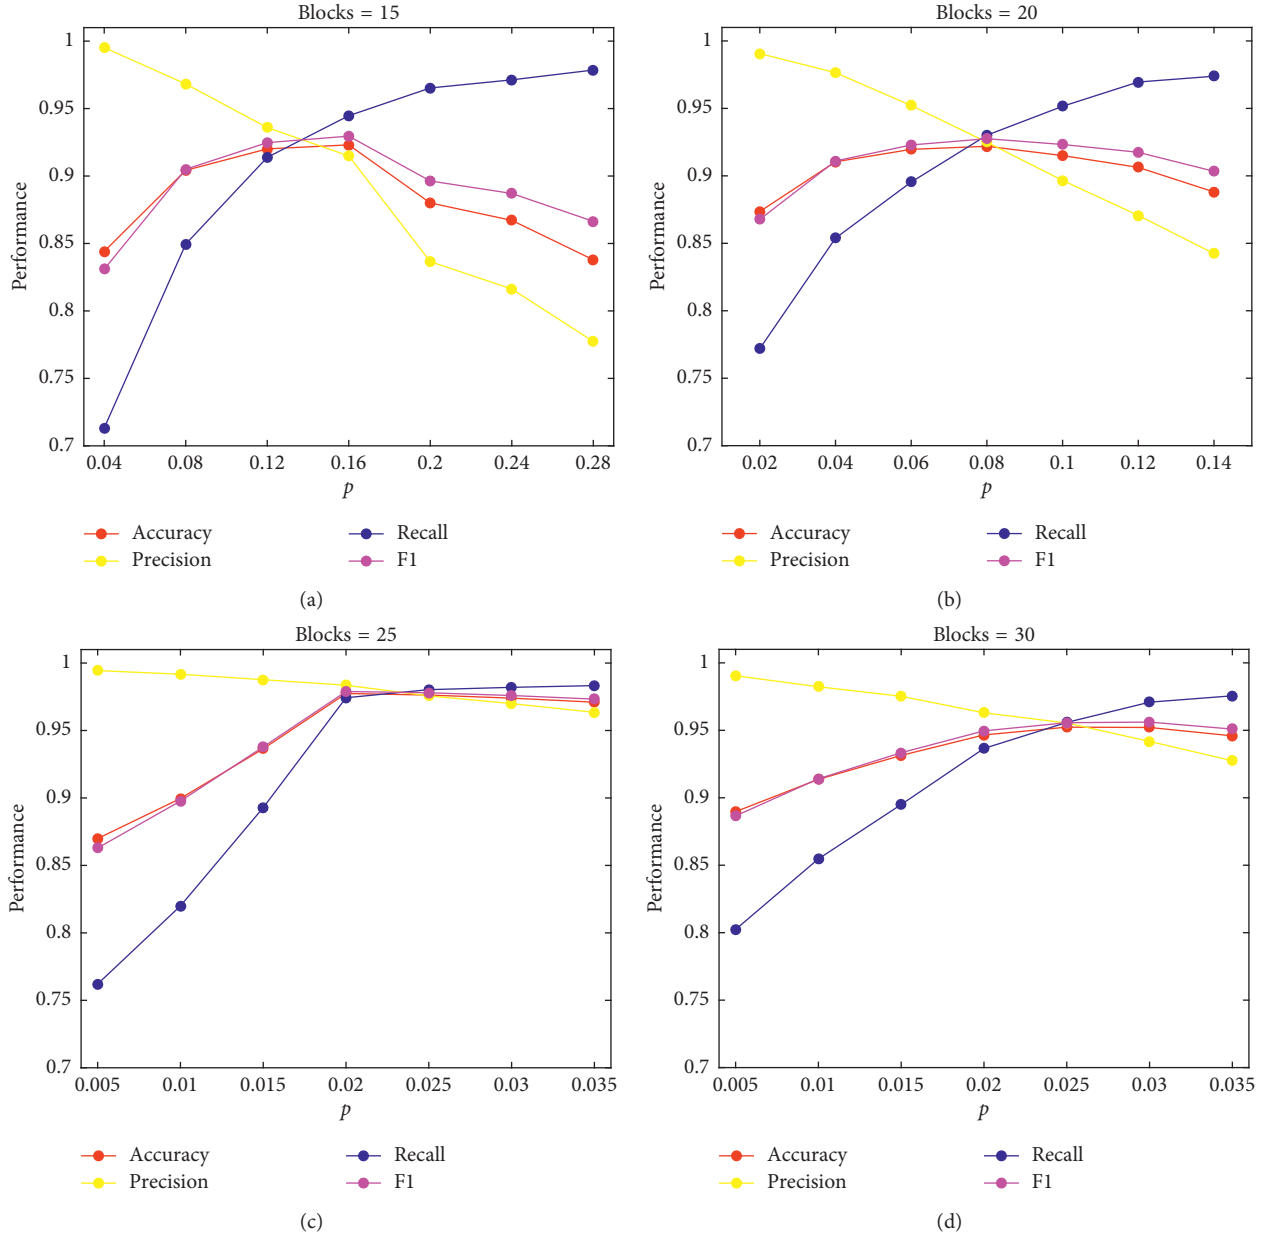 Blocks = 15
1
0.95
0.9
0.85
0.8
0.75
0.7
Performance
0.04 0.08 0.12 0.16 0.2 0.24 0.28
p
Accuracy Recall
Precision F1
(a)
Blocks = 20
1
0.95
0.9
0.85
0.8
0.75
0.7
Performance
0.02 0.04 0.06 0.08 0.1 0.12 0.14
p
Accuracy Recall
Precision F1
(b)
Blocks = 25
1
0.95
0.9
0.85
0.8
0.75
0.7
Performance
0.005 0.01 0.015 0.02 0.025 0.03 0.035
p
Accuracy Recall
Precision F1
(c)
Blocks = 30
1
0.95
0.9
0.85
0.8
0.75
0.7
Performance
0.005 0.01 0.015 0.02 0.025 0.03 0.035
p
Accuracy Recall
Precision F1
(d)